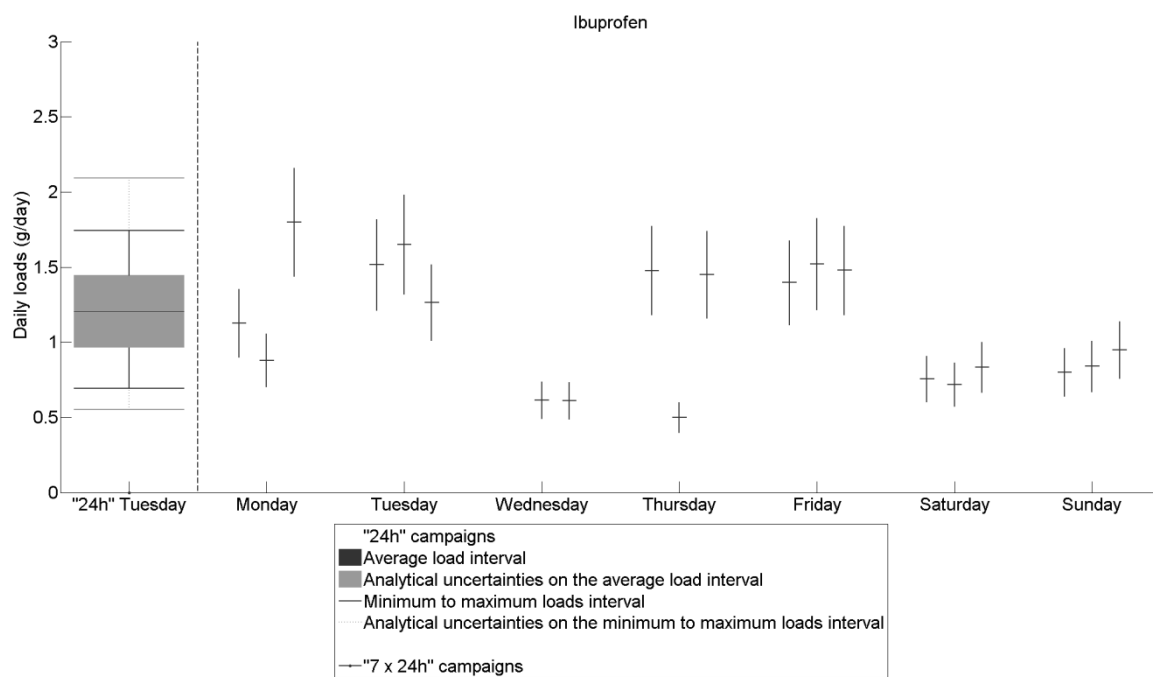 Ibuprofen
3
2.5
2
1.5
1
0.5
0
Daily loads (g/day)
"24h" Tuesday
Monday
Tuesday
Wednesday
Thursday
Friday
Saturday
Sunday
"24h" campaigns
Average load interval
Analytical uncertainties on the average load interval
Minimum to maximum loads interval
Analytical uncertainties on the minimum to maximum loads interval
"7 x 24h" campaigns